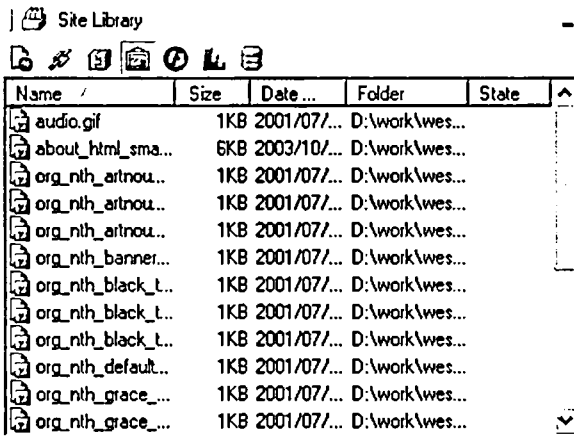 Site Library
Name Size Date ... Folder State
audio.gif 1KB 2001/07/... D:\work\wes...
about_html_sma... 6KB 2003/10/... D:\work\wes...
org_nth_artnou... 1KB 2001/07/... D:\work\wes...
org_nth_artnou... 1KB 2001/07/... D:\work\wes...
org_nth_artnou... 1KB 2001/07/... D:\work\wes...
org_nth_banner... 1KB 2001/07/... D:\work\wes...
org_nth_black_t... 1KB 2001/07/... D:\work\wes...
org_nth_black_t... 1KB 2001/07/... D:\work\wes...
org_nth_black_t... 1KB 2001/07/... D:\work\wes...
org_nth_default... 1KB 2001/07/... D:\work\wes...
org_nth_grace_... 1KB 2001/07/... D:\work\wes...
org_nth_grace_... 1KB 2001/07/... D:\work\wes...